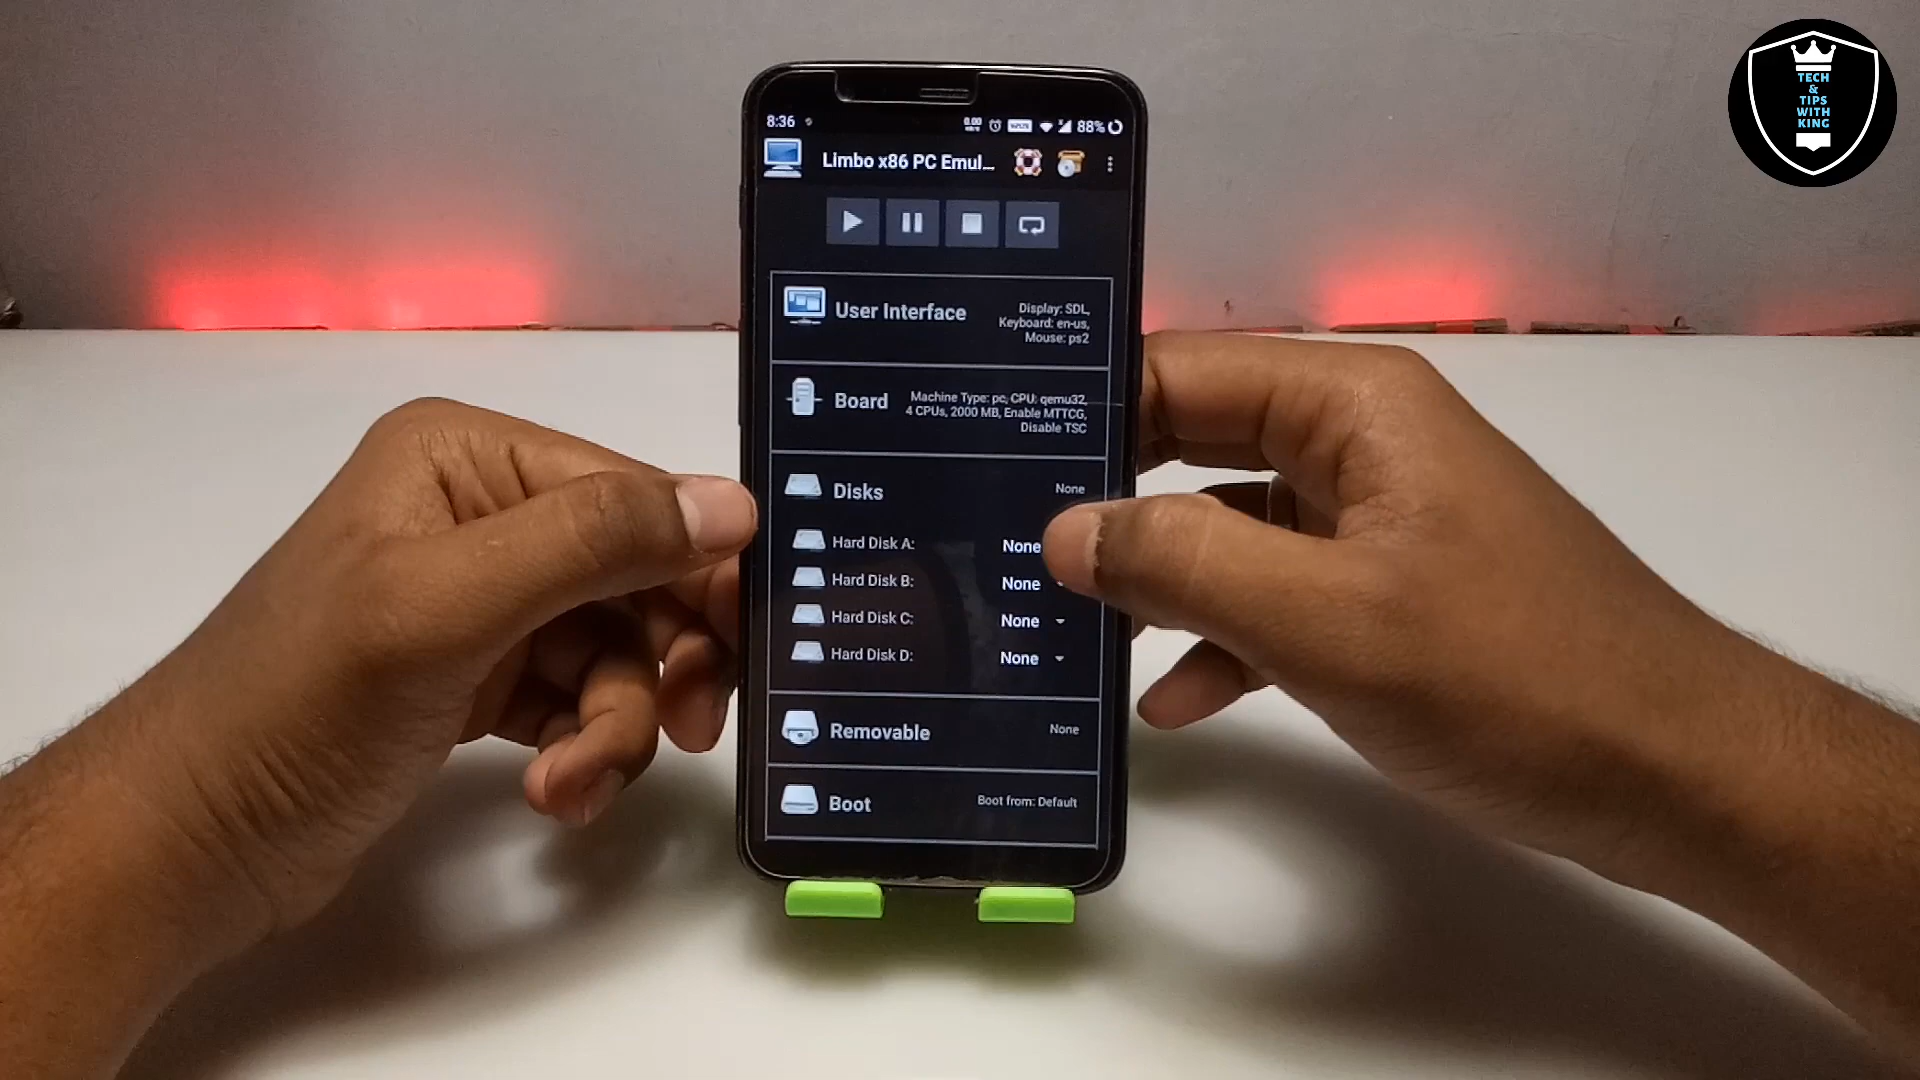 TECH
&
TIPS
WITH
KING
8:36
0.00
88%
Limbo x86 PC Emul...
User Interface
Display: SDL,
Keyboard: en-us,
Mouse: ps2
Board
Machine Type: pc, CPU: qemu32,
4 CPUs, 2000 MB, Enable MTTCG,
Disable TSC
Disks
None
Hard Disk A:
None
Hard Disk B:
None
Hard Disk C:
None
Hard Disk D:
None
Removable
None
Boot
Boot from: Default